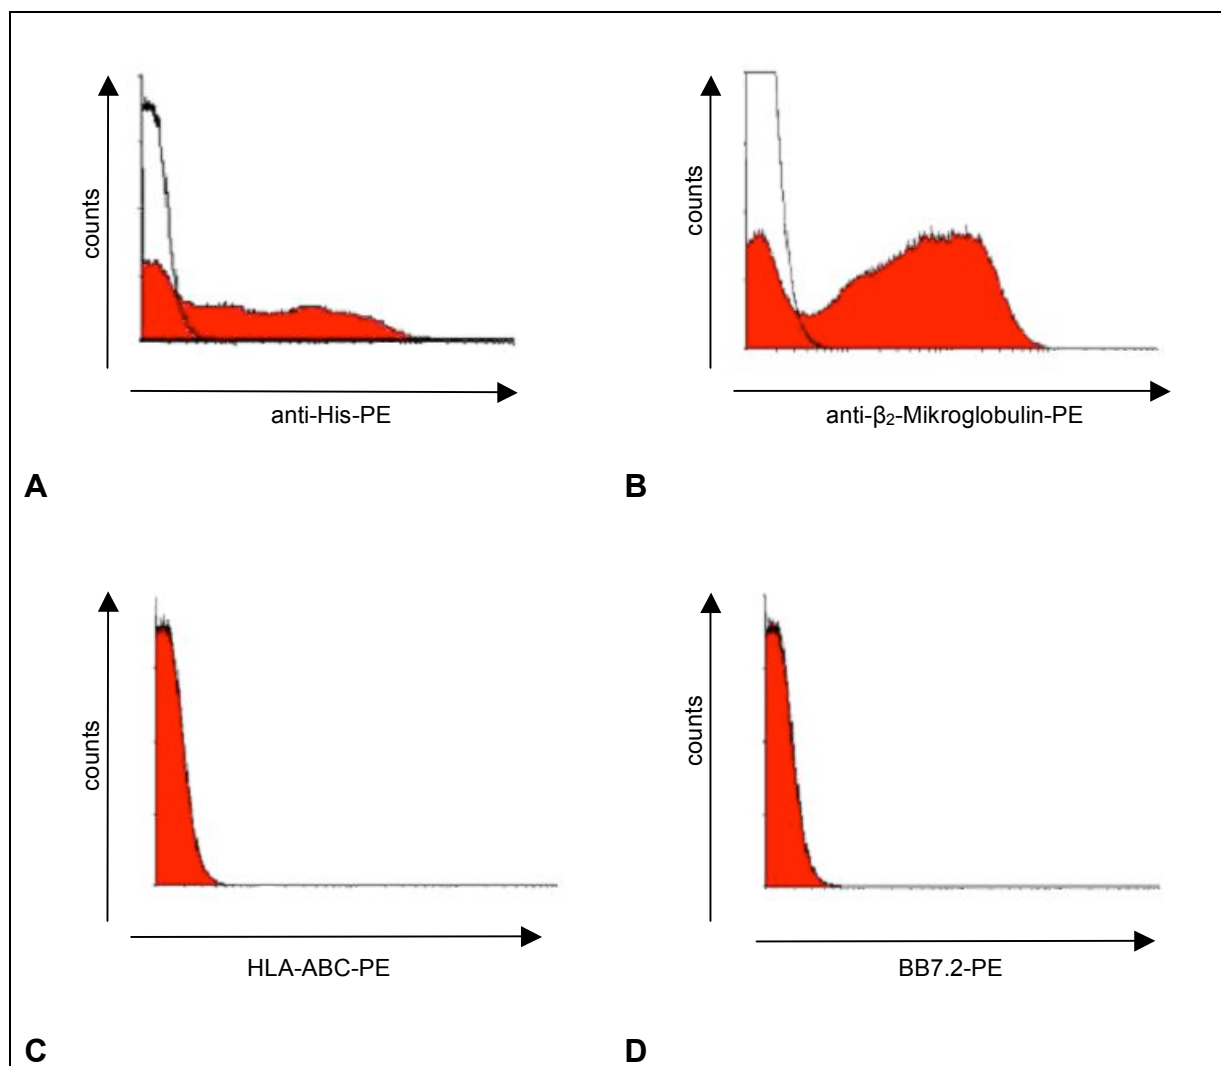 counts
anti-His-PE
A
counts
anti-β₂-Mikroglobulin-PE
B
counts
HLA-ABC-PE
C
counts
BB7.2-PE
D